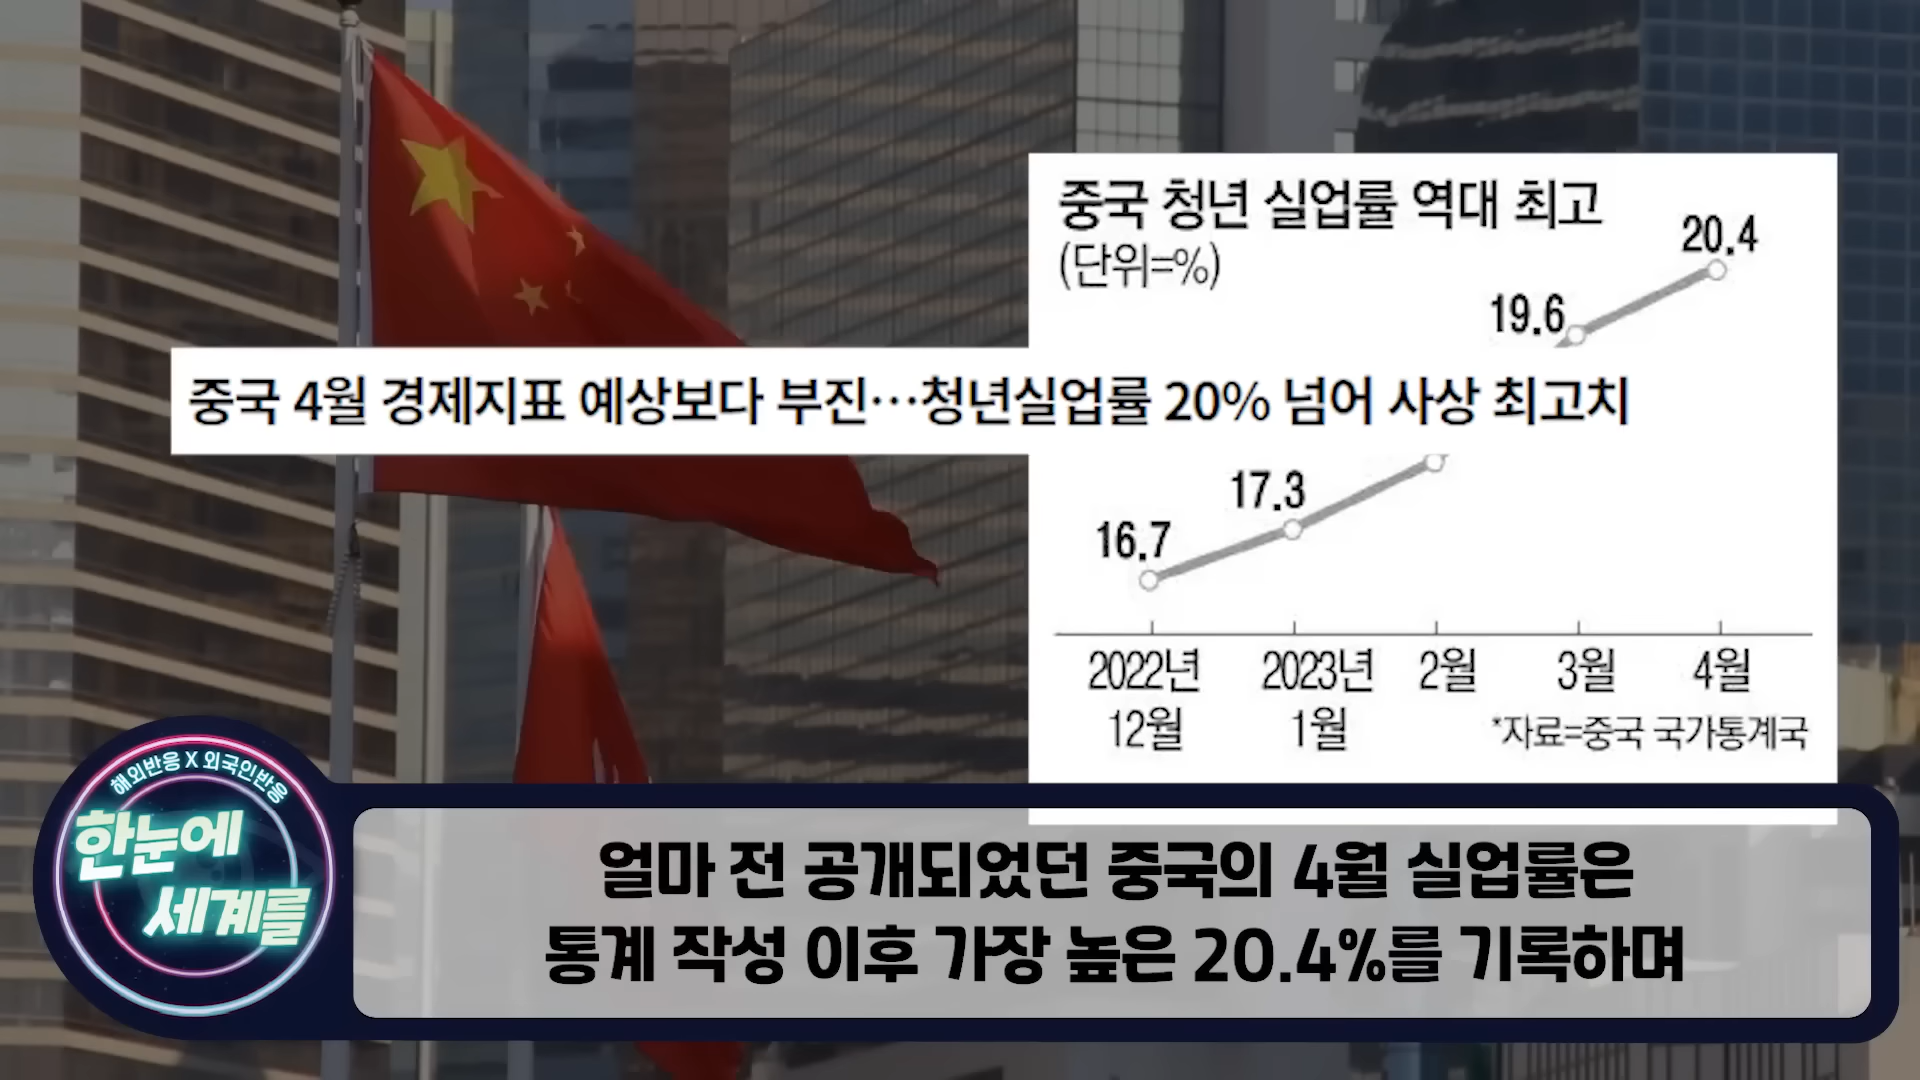 중국 청년 실업률 역대 최고
(단위=%)
20.4
19.6
중국 4월 경제지표 예상보다 부진…청년실업률 20% 넘어 사상 최고치
17.3
16.7
2022년 2023년 2월 3월 4월
12월 1월 *자료=중국 국가통계국
해외반응 X 외국인반응
한눈에
세계를
얼마 전 공개되었던 중국의 4월 실업률은
통계 작성 이후 가장 높은 20.4%를 기록하며